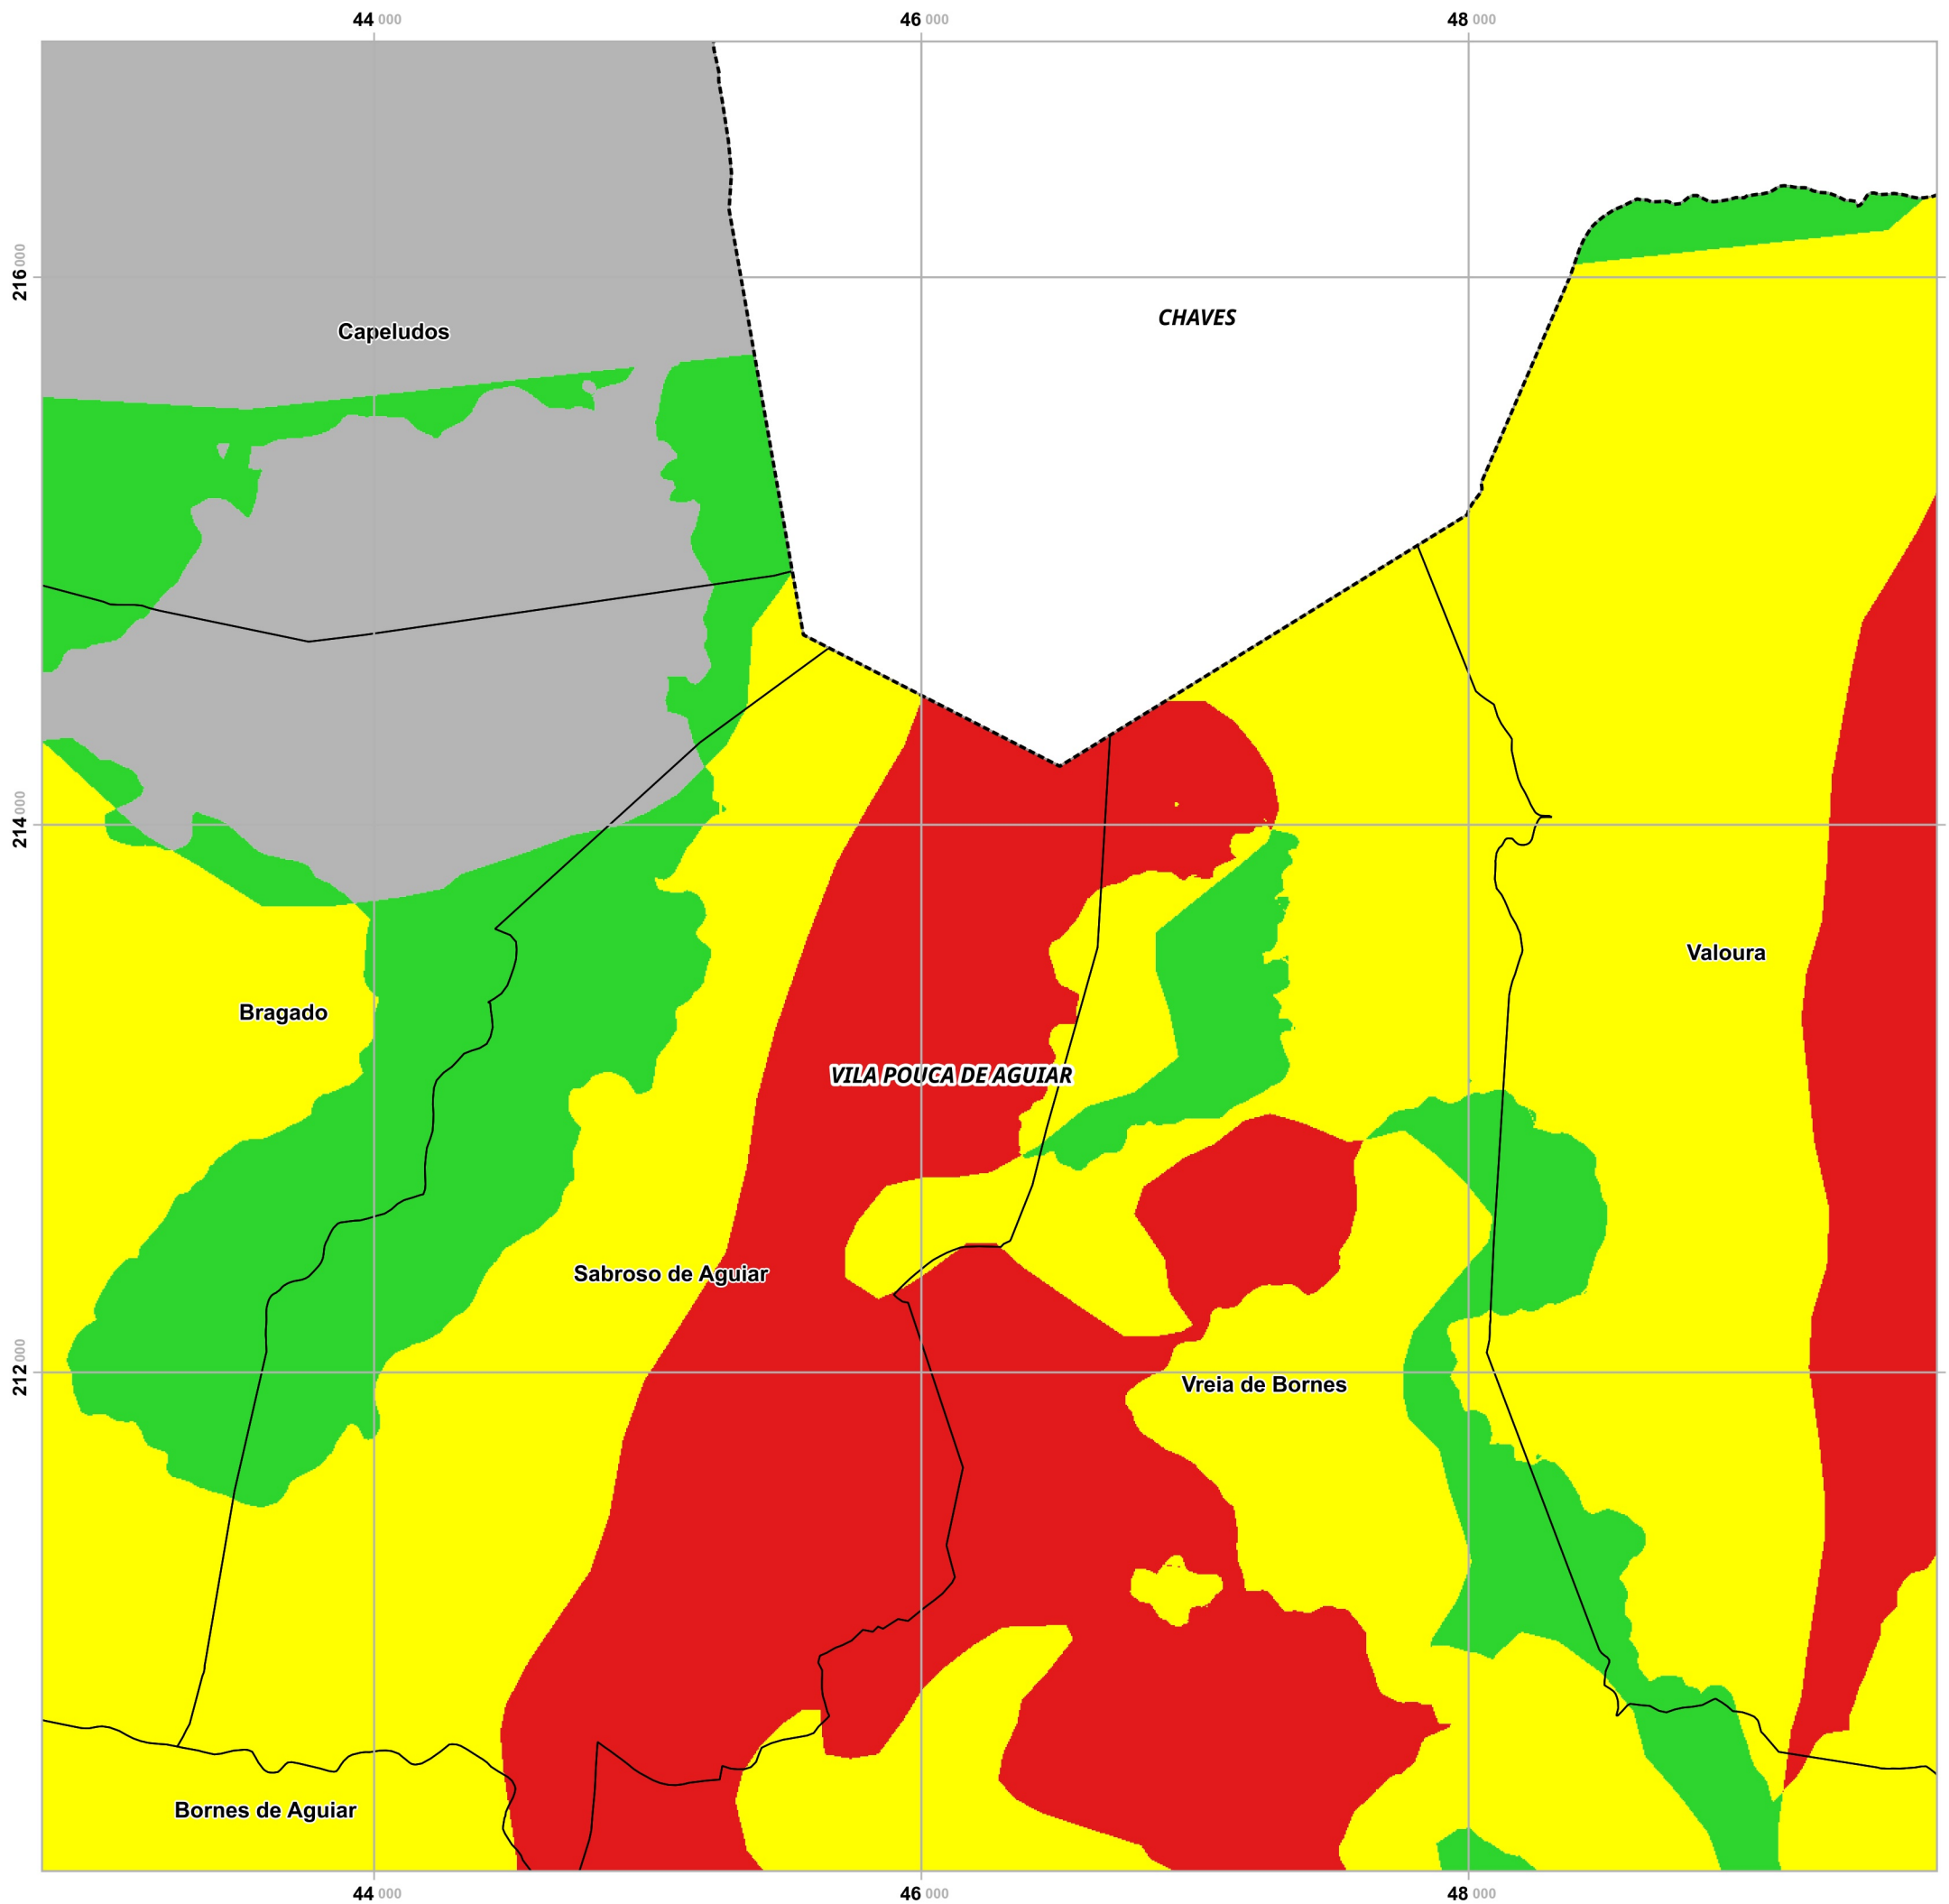 44 000 46 000 48 000
216 000
CHAVES
Capeludos
214 000
Valoura
Bragado
VILA POUCA DE AGUIAR
Sabroso de Aguiar
212 000
Vreia de Bornes
Bornes de Aguiar
44 000 46 000 48 000